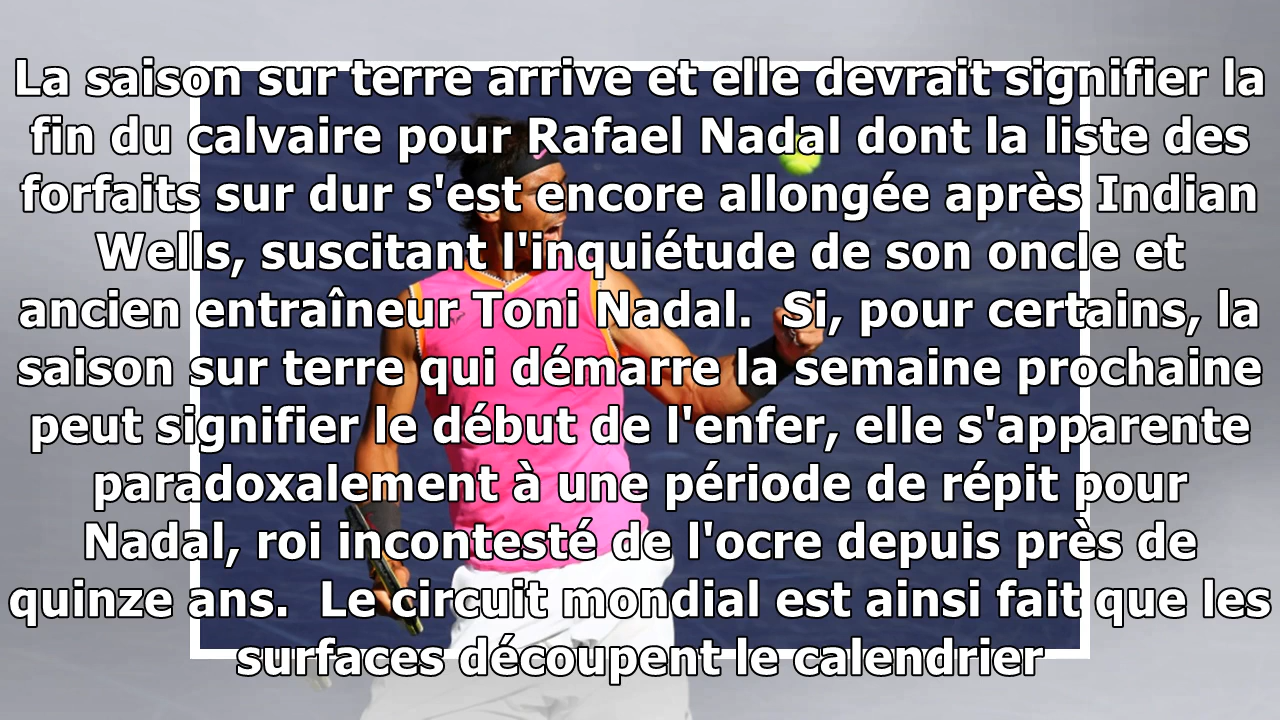 La saison sur terre arrive et elle devrait signifier la
fin du calvaire pour Rafael Nadal dont la liste des
forfaits sur dur s'est encore allongée après Indian
Wells, suscitant l'inquiétude de son oncle et
ancien entraîneur Toni Nadal.  Si, pour certains, la
saison sur terre qui démarre la semaine prochaine
peut signifier le début de l'enfer, elle s'apparente
paradoxalement à une période de répit pour
Nadal, roi incontesté de l'ocre depuis près de
quinze ans.  Le circuit mondial est ainsi fait que les
surfaces découpent le calendrier